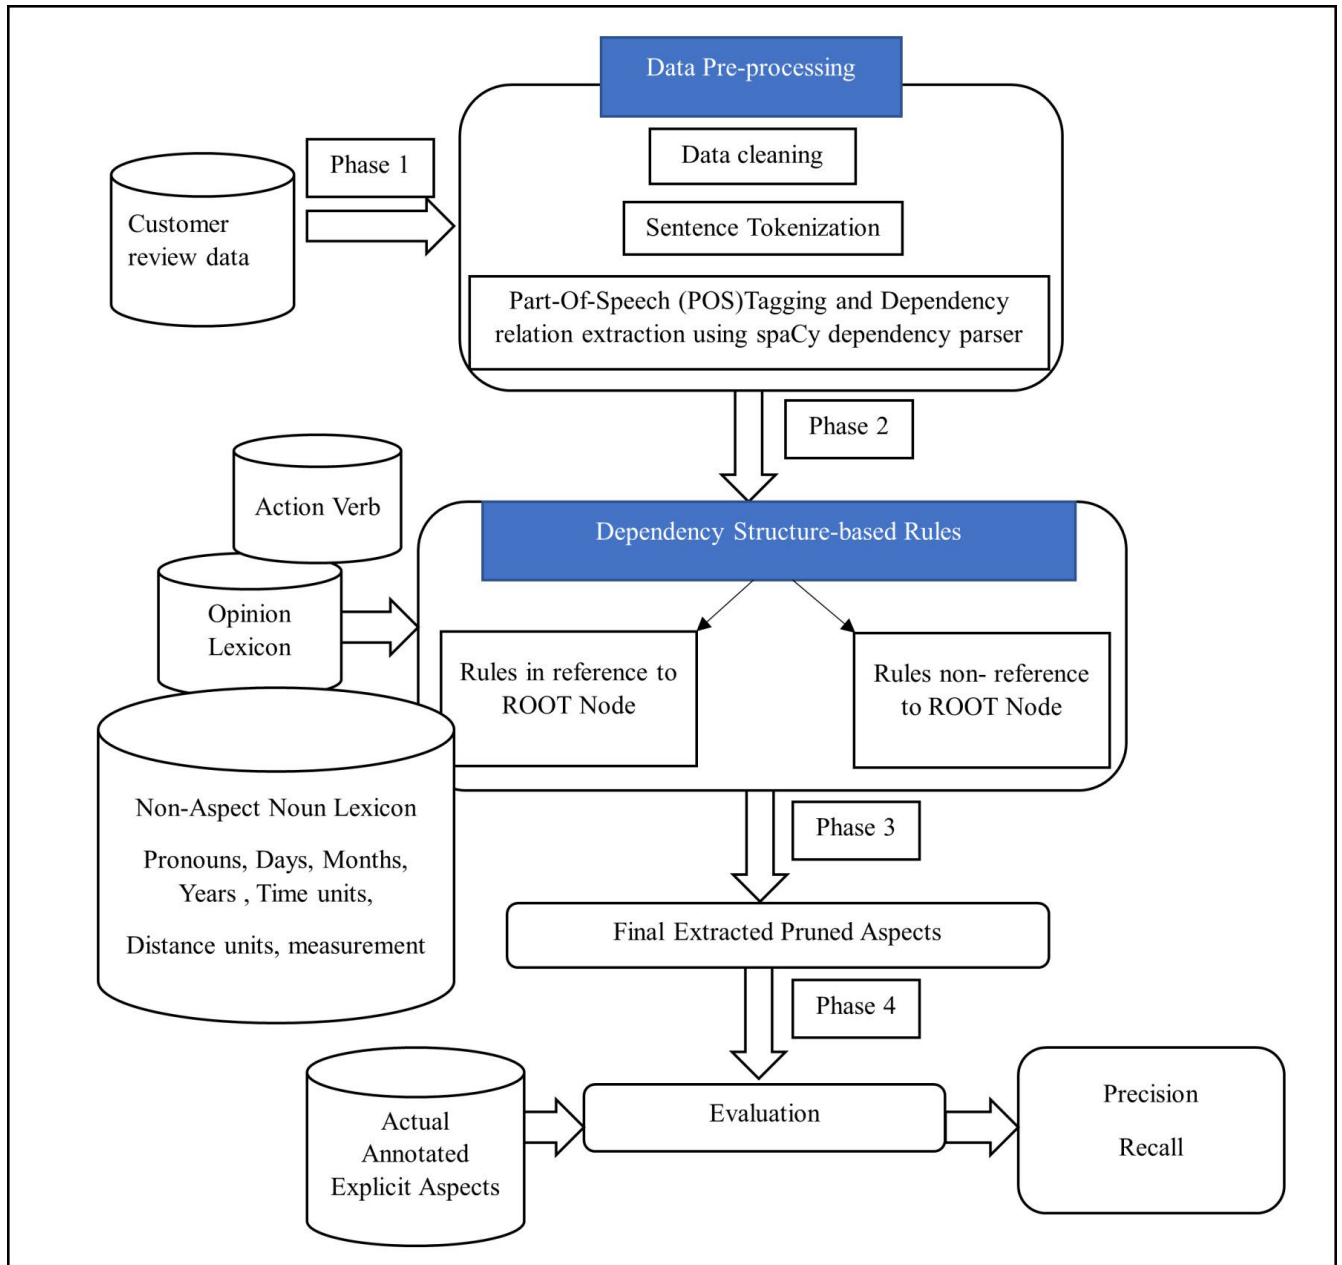 Data Pre-processing
Phase 1
Data cleaning
Customer
review data
Sentence Tokenization
Part-Of-Speech (POS)Tagging and Dependency
relation extraction using spaCy dependency parser
Phase 2
Action Verb
Dependency Structure-based Rules
Opinion
Lexicon
Rules in reference to
ROOT Node
Rules non- reference
to ROOT Node
Non-Aspect Noun Lexicon
Pronouns, Days, Months,
Years , Time units,
Distance units, measurement
Phase 3
Final Extracted Pruned Aspects
Phase 4
Actual
Annotated
Explicit Aspects
Evaluation
Precision
Recall